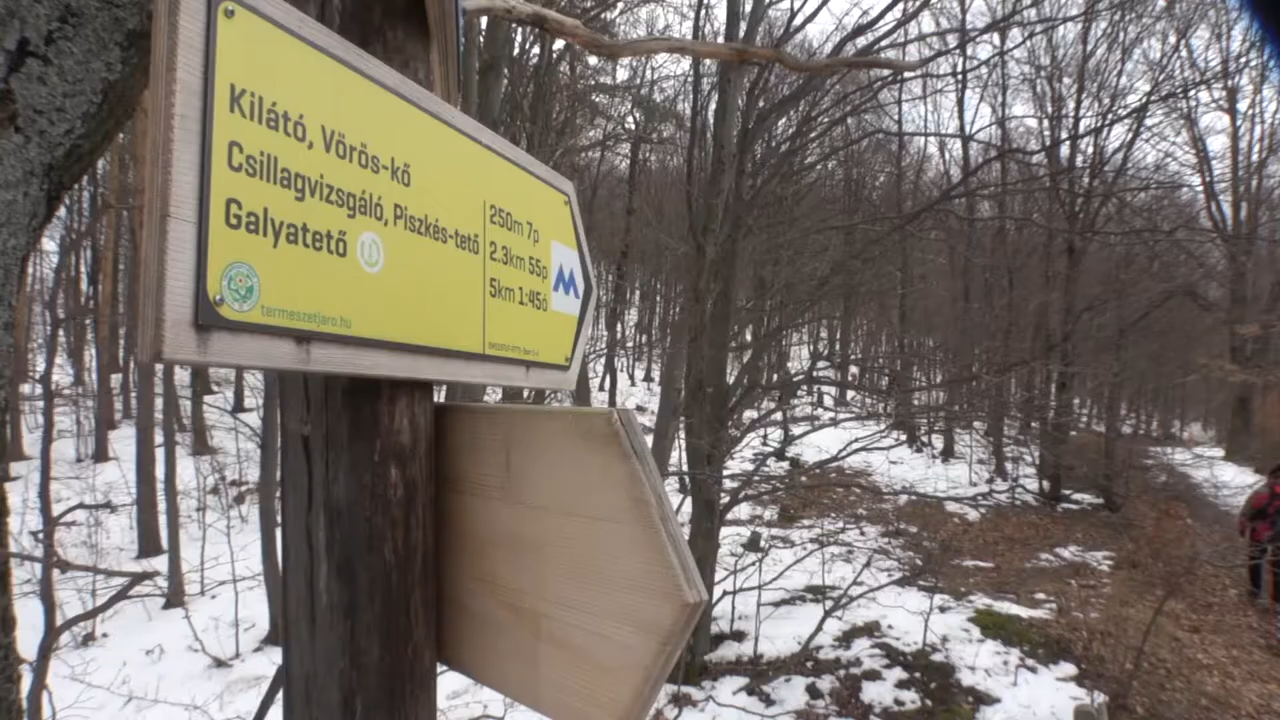 Kilátó, Vörös-kő 250m 7p
Csillagvizsgáló, Piszkés-tető 2.3km 55p
Galyatető 5km 1:45ó
termeszetjaro.hu